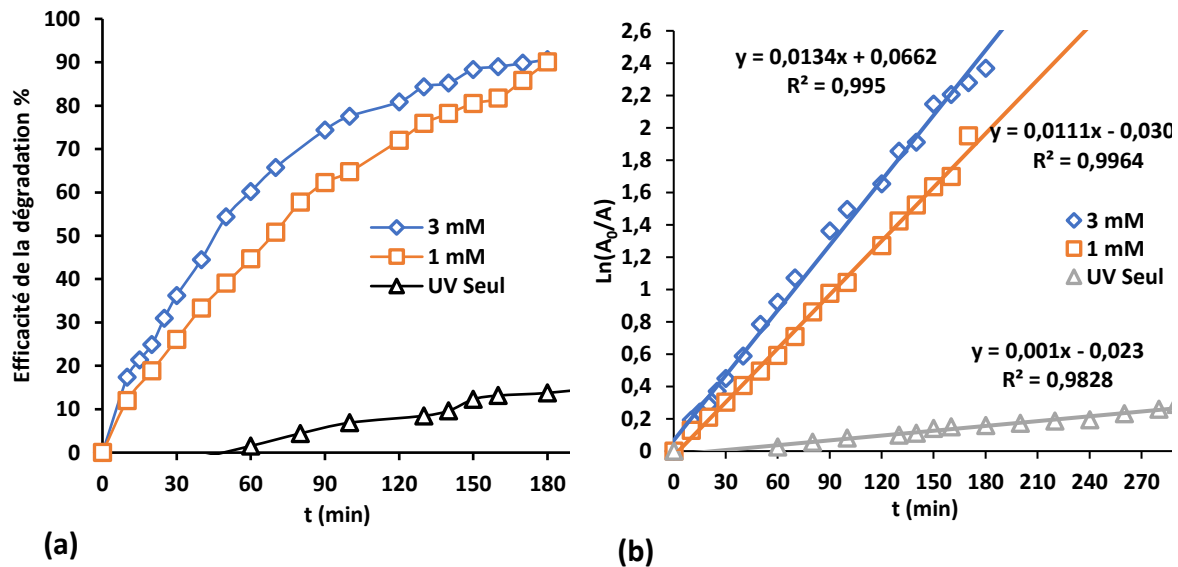 100
90
80
70
60
50
40
30
20
10
0
Efficacité de la dégradation %
3 mM
1 mM
UV Seul
0 30 60 90 120 150 180
t (min)
(a)
2,6
2,4
2,2
2,0
1,8
1,6
1,4
1,2
1,0
0,8
0,6
0,4
0,2
0
Ln(A₀/A)
y = 0,0134x + 0,0662
R² = 0,995
y = 0,0111x - 0,030
R² = 0,9964
3 mM
1 mM
UV Seul
y = 0,001x - 0,023
R² = 0,9828
0 30 60 90 130 150 180 210 240 270
t (min)
(b)